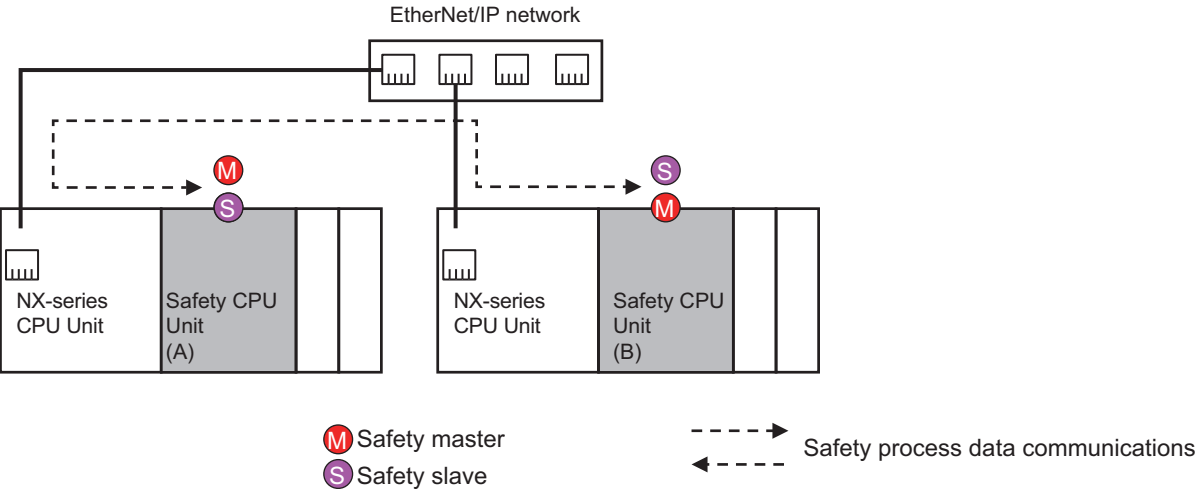 EtherNet/IP network
M
S
S
M
NX-series
CPU Unit
Safety CPU
Unit
(A)
NX-series
CPU Unit
Safety CPU
Unit
(B)
M Safety master
S Safety slave
Safety process data communications